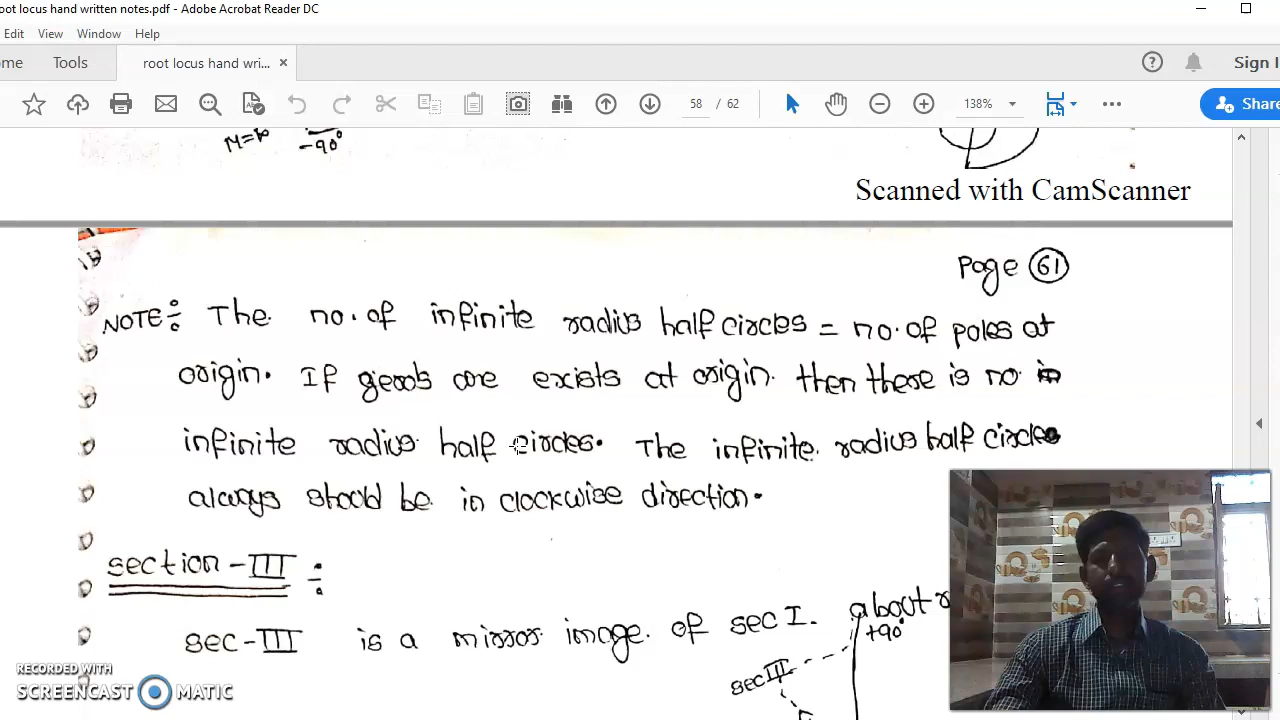 root locus hand written notes.pdf - Adobe Acrobat Reader DC
Edit View Window Help
ome Tools root locus hand wri... × Sign I
58 / 62 138% Share
M=∞ -90°
Scanned with CamScanner
Page 61
NOTE: The no. of infinite radius half circles = no. of poles at
origin. If are exists at origin then there is no
infinite radius half circles. The infinite radius half circle
always should be in clockwise direction.
section-III:
sec-III is a mirror image of sec I. about r
+90°
sec III
RECORDED WITH
SCREENCAST MATIC